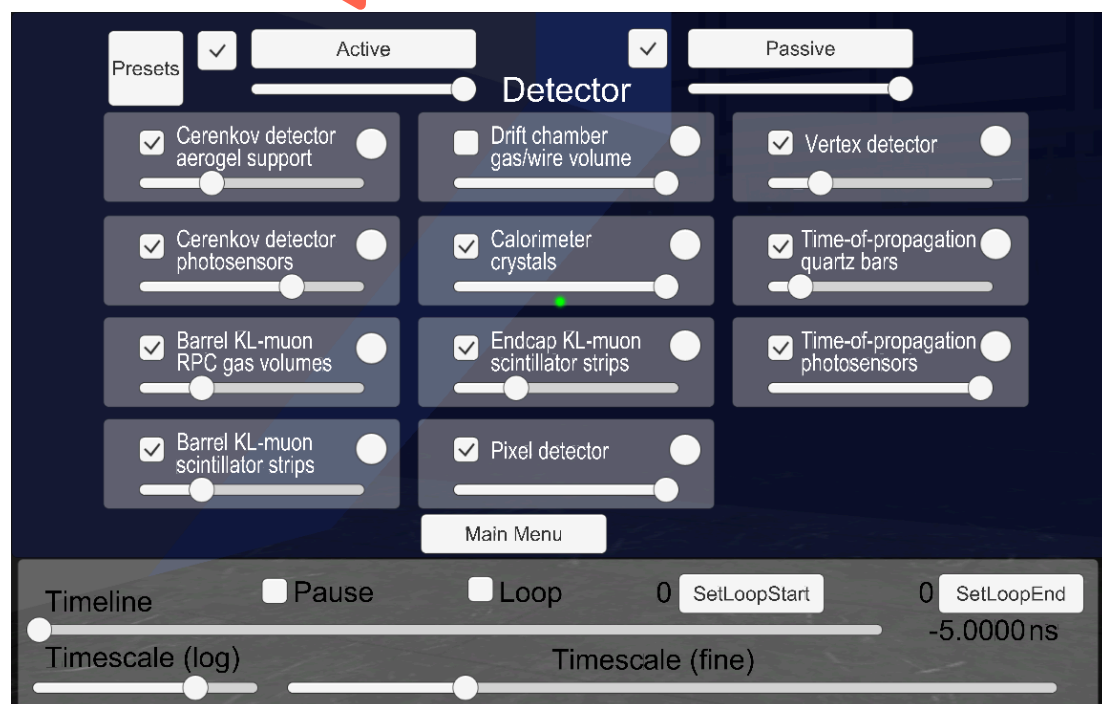 Presets
Active
Passive
Detector
Cerenkov detector
aerogel support
Drift chamber
gas/wire volume
Vertex detector
Cerenkov detector
photosensors
Calorimeter
crystals
Time-of-propagation
quartz bars
Barrel KL-muon
RPC gas volumes
Endcap KL-muon
scintillator strips
Time-of-propagation
photosensors
Barrel KL-muon
scintillator strips
Pixel detector
Main Menu
Timeline
Pause
Loop
0 SetLoopStart
0 SetLoopEnd
-5.0000ns
Timescale (log)
Timescale (fine)